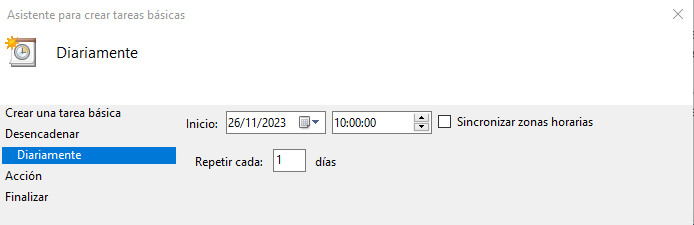 Asistente para crear tareas básicas
Diariamente
Crear una tarea básica
Desencadenar
Diariamente
Acción
Finalizar
Inicio: 26/11/2023 10:00:00 Sincronizar zonas horarias
Repetir cada: 1 días